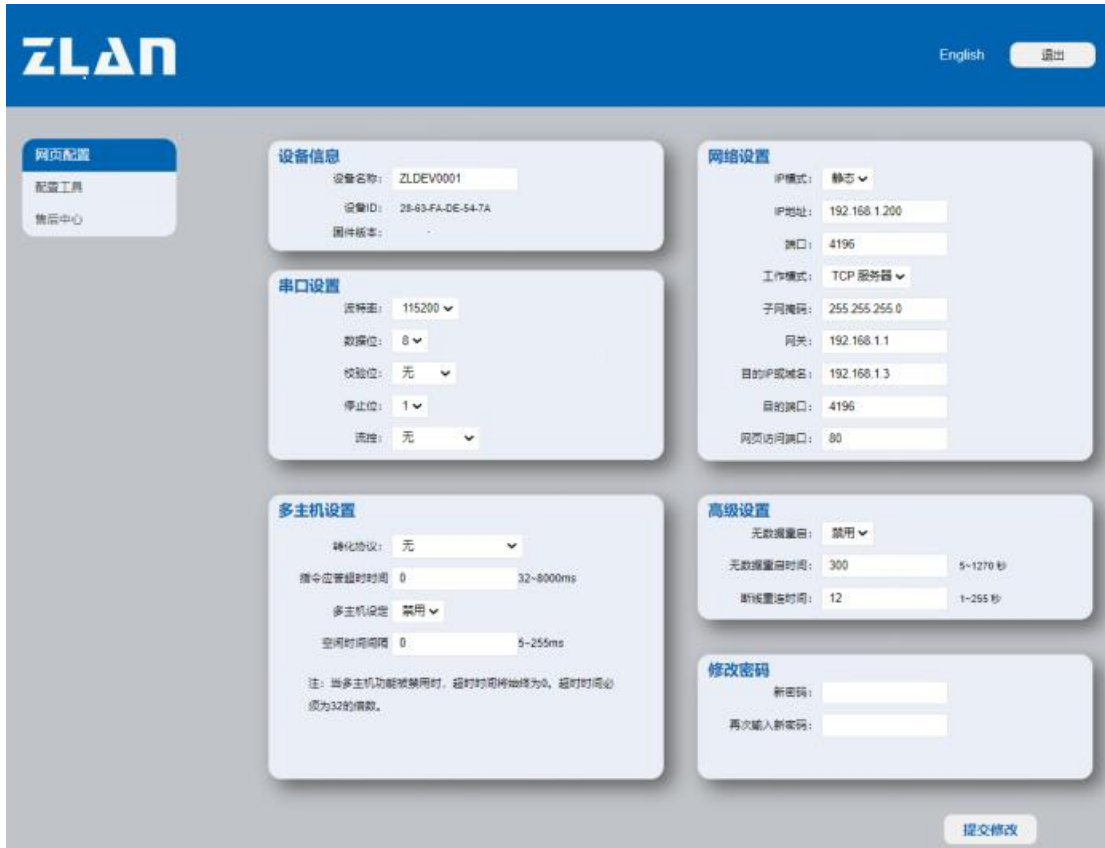 ZLAN
English
退出
网页配置
配置工具
售后中心
设备信息
设备名称： ZLDEV0001
设备ID： 28-63-FA-DE-54-7A
固件版本：
串口设置
波特率： 115200
数据位： 8
校验位： 无
停止位： 1
流控： 无
多主机设置
转化协议： 无
指令应答超时时间 0 32~8000ms
多主机设定 禁用
空闲时间间隔 0 5~255ms
注：当多主机功能被禁用时，超时时间将始终为0。超时时间必
须为32的倍数。
网络设置
IP模式： 静态
IP地址： 192.168.1.200
端口： 4196
工作模式： TCP 服务器
子网掩码： 255.255.255.0
网关： 192.168.1.1
目的IP或域名： 192.168.1.3
目的端口： 4196
网页访问端口： 80
高级设置
无数据重启： 禁用
无数据重启时间： 300 5~1270 秒
断线重连时间： 12 1~255 秒
修改密码
新密码：
再次输入新密码：
提交修改